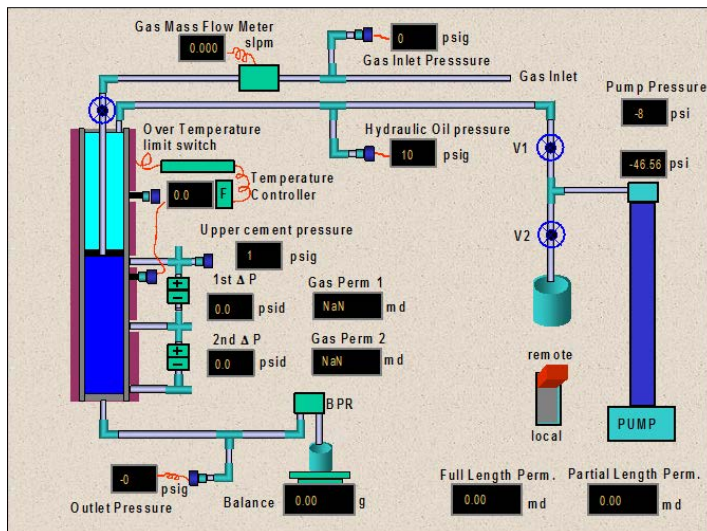 Gas Mass Flow Meter
slpm
0.000
0
psig
Gas Inlet Presssure
Gas Inlet
Pump Pressure
-8
psi
-46.56
psi
Over Temperature
limit switch
Hydraulic Oil pressure
10
psig
V1
Temperature
Controller
0.0
F
Upper cement pressure
1
psig
V2
1st Δ P
+
−
0.0
psid
Gas Perm 1
NaN
md
2nd Δ P
+
−
0.0
psid
Gas Perm 2
NaN
md
remote
local
BPR
PUMP
-0
psig
Outlet Pressure
Balance
0.00
g
Full Length Perm.
0.00
md
Partial Length Perm.
0.00
md